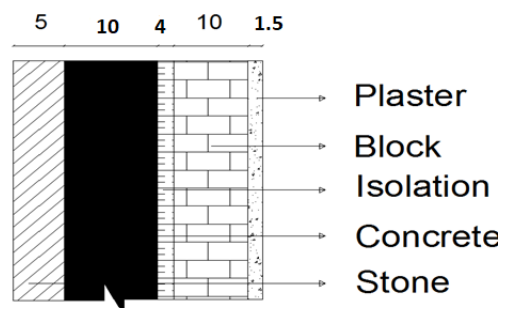 5 10 4 10 1.5
Plaster
Block
Isolation
Concrete
Stone